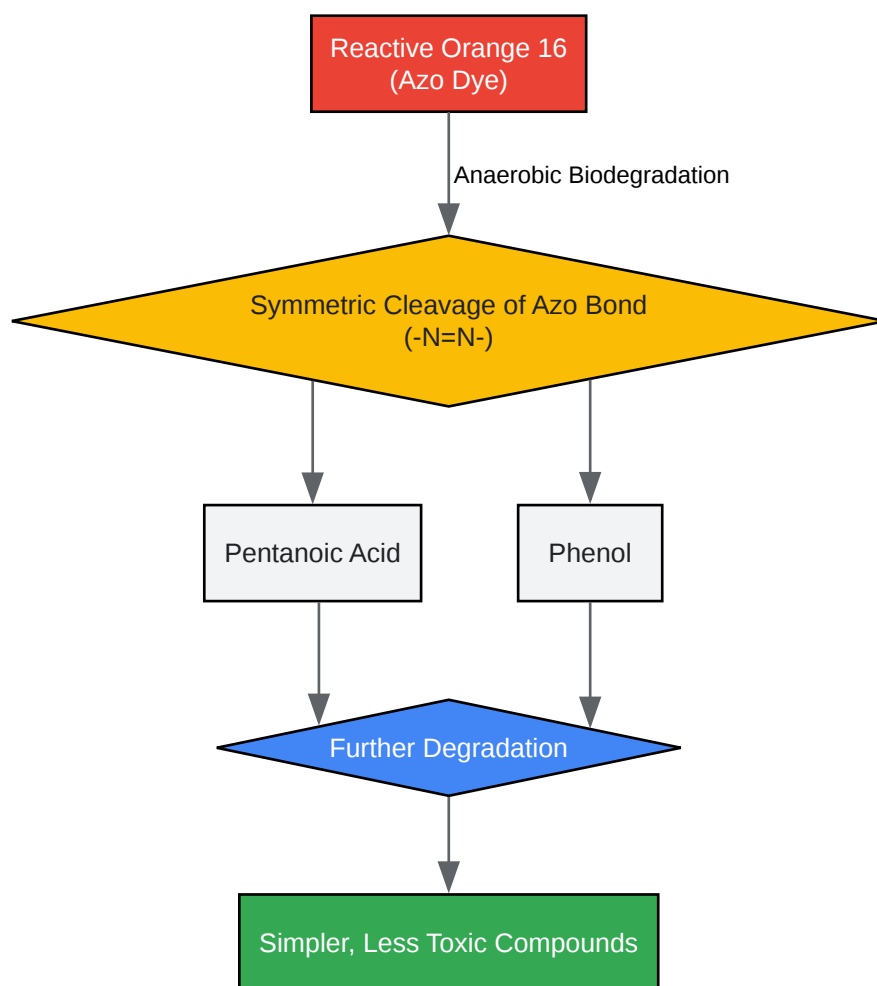 Reactive Orange 16
(Azo Dye)
Anaerobic Biodegradation
Symmetric Cleavage of Azo Bond
(-N=N-)
Pentanoic Acid
Phenol
Further Degradation
Simpler, Less Toxic Compounds